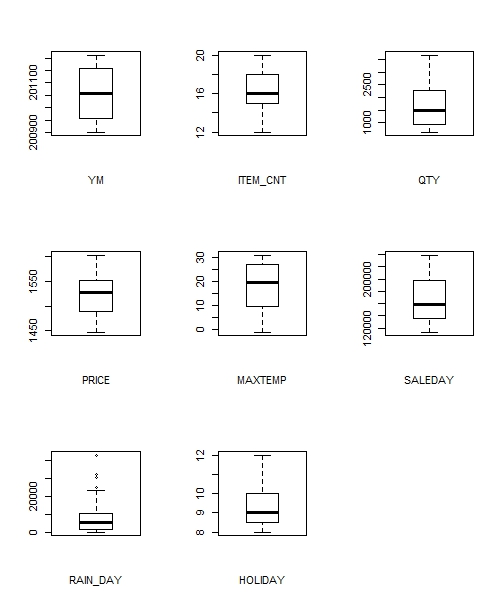 200900 201100
YM
12 16 20
ITEM_CNT
1000 2500
QTY
1450 1550
PRICE
0 10 20 30
MAXTEMP
120000 200000
SALEDAY
0 20000
RAIN_DAY
8 9 10 12
HOLIDAY